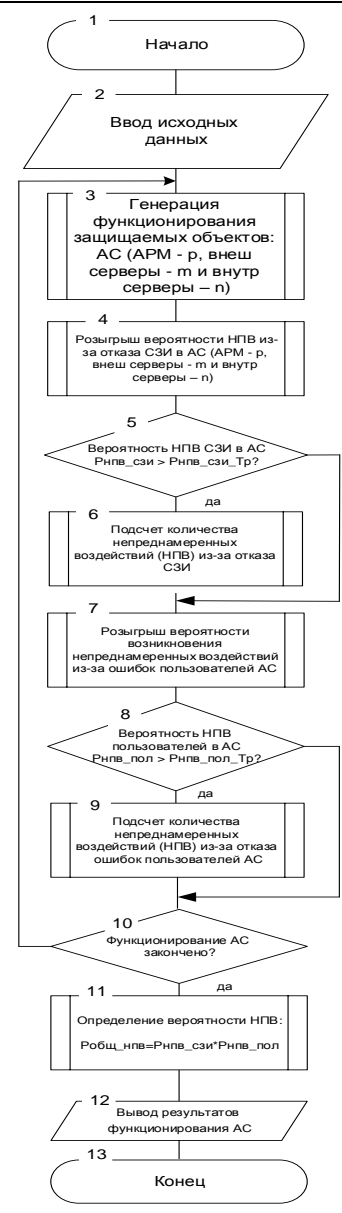 1
Начало
2
Ввод исходных
данных
3
Генерация
функционирования
защищаемых объектов:
АС (АРМ - р, внеш
серверы - m и внутр
серверы – n)
4
Розыгрыш вероятности НПВ из-
за отказа СЗИ в АС (АРМ - р,
внеш серверы - m и внутр
серверы – n)
5
Вероятность НПВ СЗИ в АС
Рнпв_сзи > Рнпв_сзи_Тр?
да
6
Подсчет количества
непреднамеренных
воздействий (НПВ) из-за отказа
СЗИ
7
Розыгрыш вероятности
возникновения
непреднамеренных воздействий
из-за ошибок пользователей АС
8
Вероятность НПВ
пользователей в АС
Рнпв_пол > Рнпв_пол_Тр?
да
9
Подсчет количества
непреднамеренных
воздействий (НПВ) из-за отказа
ошибок пользователей АС
10
Функционирование АС
закончено?
да
11
Определение вероятности НПВ:
Робщ_нпв=Рнпв_сзи*Рнпв_пол
12
Вывод результатов
функционирования АС
13
Конец